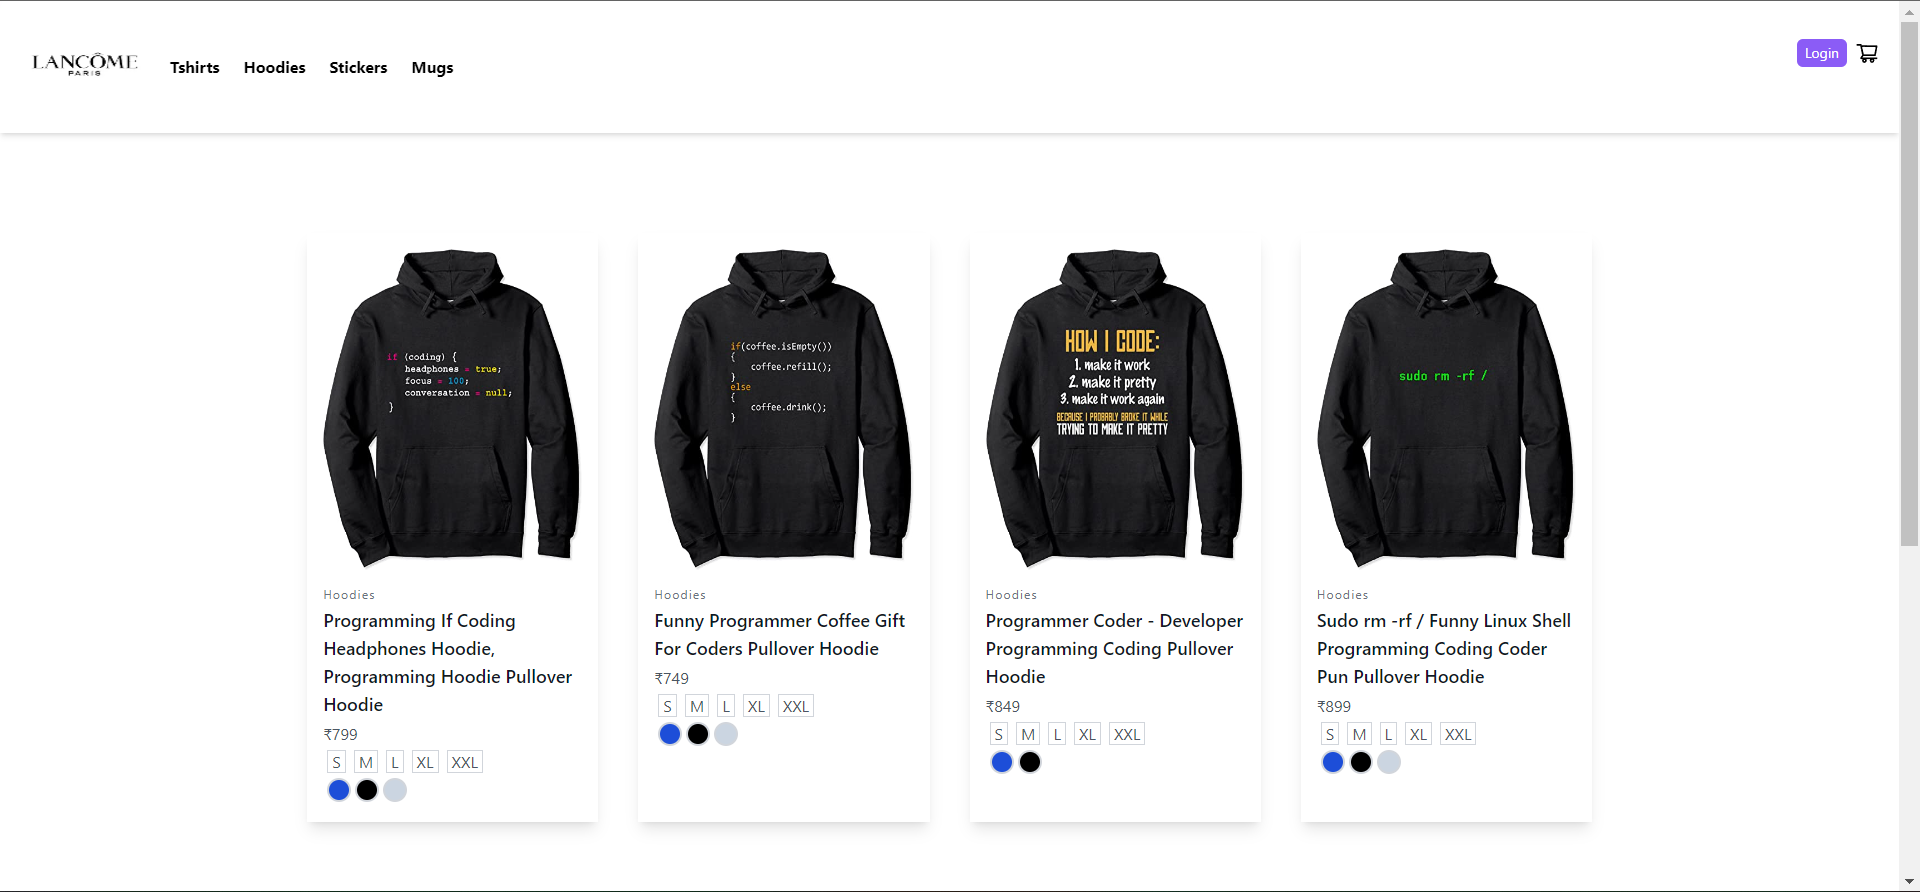 LANCÔME
PARIS
Tshirts Hoodies Stickers Mugs
Login
if (coding) {
headphones = true;
focus = 100;
conversation = null;
}
Hoodies
Programming If Coding
Headphones Hoodie,
Programming Hoodie Pullover
Hoodie
₹799
S M L XL XXL
if(coffee.isEmpty())
{
coffee.refill();
}
else
{
coffee.drink();
}
Hoodies
Funny Programmer Coffee Gift
For Coders Pullover Hoodie
₹749
S M L XL XXL
HOW I CODE:
1. make it work
2. make it pretty
3. make it work again
BECAUSE I PROBABLY BROKE IT WHILE
TRYING TO MAKE IT PRETTY
Hoodies
Programmer Coder - Developer
Programming Coding Pullover
Hoodie
₹849
S M L XL XXL
sudo rm -rf /
Hoodies
Sudo rm -rf / Funny Linux Shell
Programming Coding Coder
Pun Pullover Hoodie
₹899
S M L XL XXL